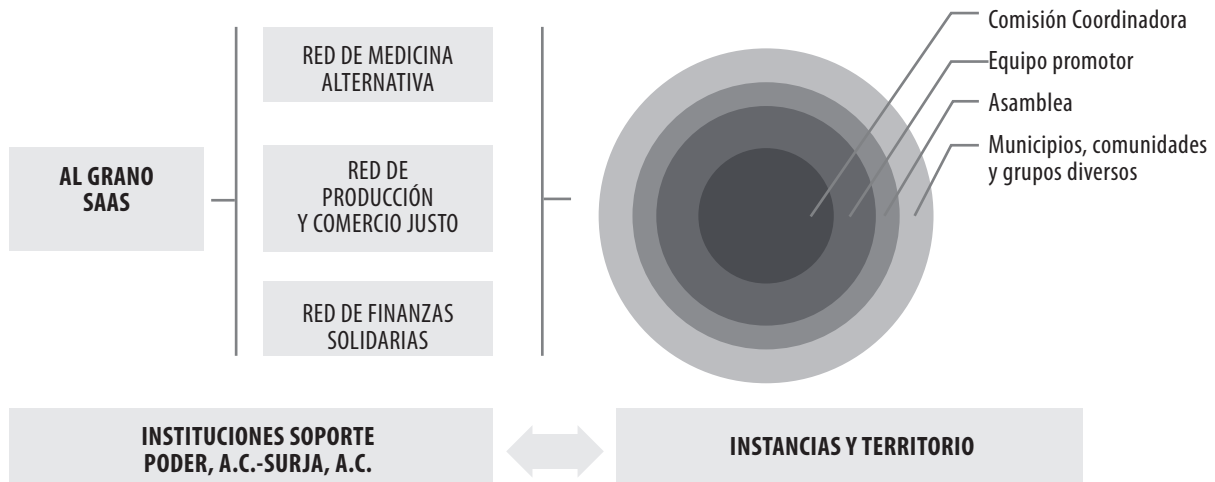 AL GRANO
SAAS
RED DE MEDICINA
ALTERNATIVA
RED DE
PRODUCCIÓN
Y COMERCIO JUSTO
RED DE FINANZAS
SOLIDARIAS
Comisión Coordinadora
Equipo promotor
Asamblea
Municipios, comunidades
y grupos diversos
INSTITUCIONES SOPORTE
PODER, A.C.-SURJA, A.C.
INSTANCIAS Y TERRITORIO